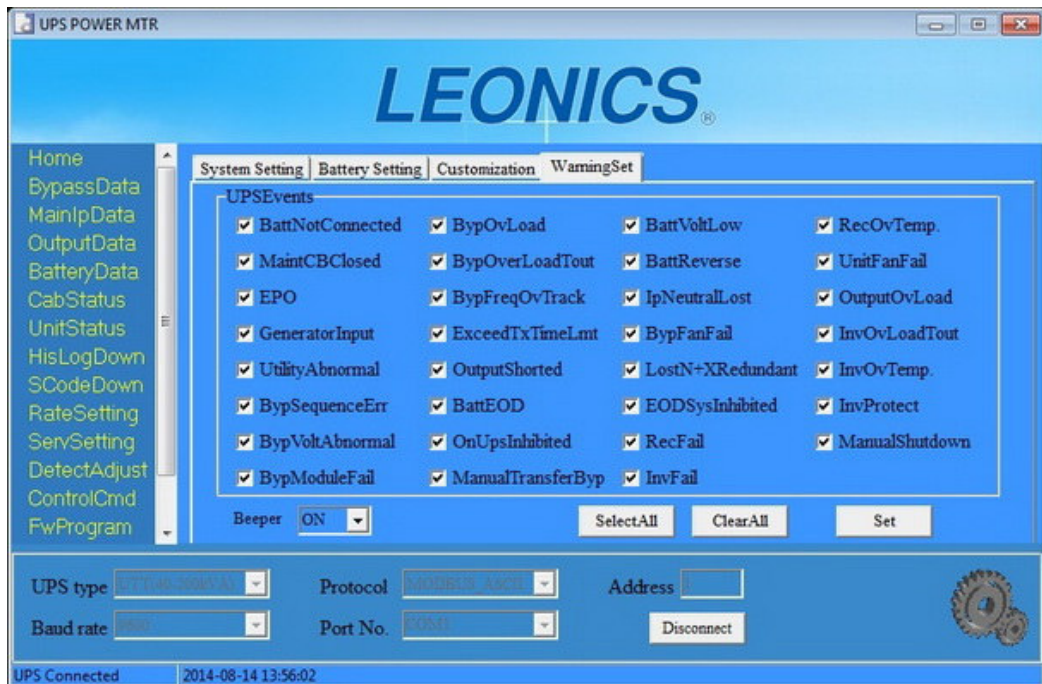 UPS POWER MTR
LEONICS®
Home
BypassData
MainIpData
OutputData
BatteryData
CabStatus
UnitStatus
HisLogDown
SCodeDown
RateSetting
ServSetting
DetectAdjust
ControlCmd
FwProgram
System Setting Battery Setting Customization WarningSet
UPSEvents
BattNotConnected BypOvLoad BattVoltLow RecOvTemp.
MaintCBClosed BypOverLoadTout BattReverse UnitFanFail
EPO BypFreqOvTrack IpNeutralLost OutputOvLoad
GeneratorInput ExceedTxTimeLmt BypFanFail InvOvLoadTout
UtilityAbnormal OutputShorted LostN+XRedundant InvOvTemp.
BypSequenceErr BattEOD EODSysInhibited InvProtect
BypVoltAbnormal OnUpsInhibited RecFail ManualShutdown
BypModuleFail ManualTransferByp InvFail
Beeper ON SelectAll ClearAll Set
UPS type Protocol MODBUS_ASCII Address 1
Baud rate 9600 Port No. COM1 Disconnect
UPS Connected 2014-08-14 13:56:02